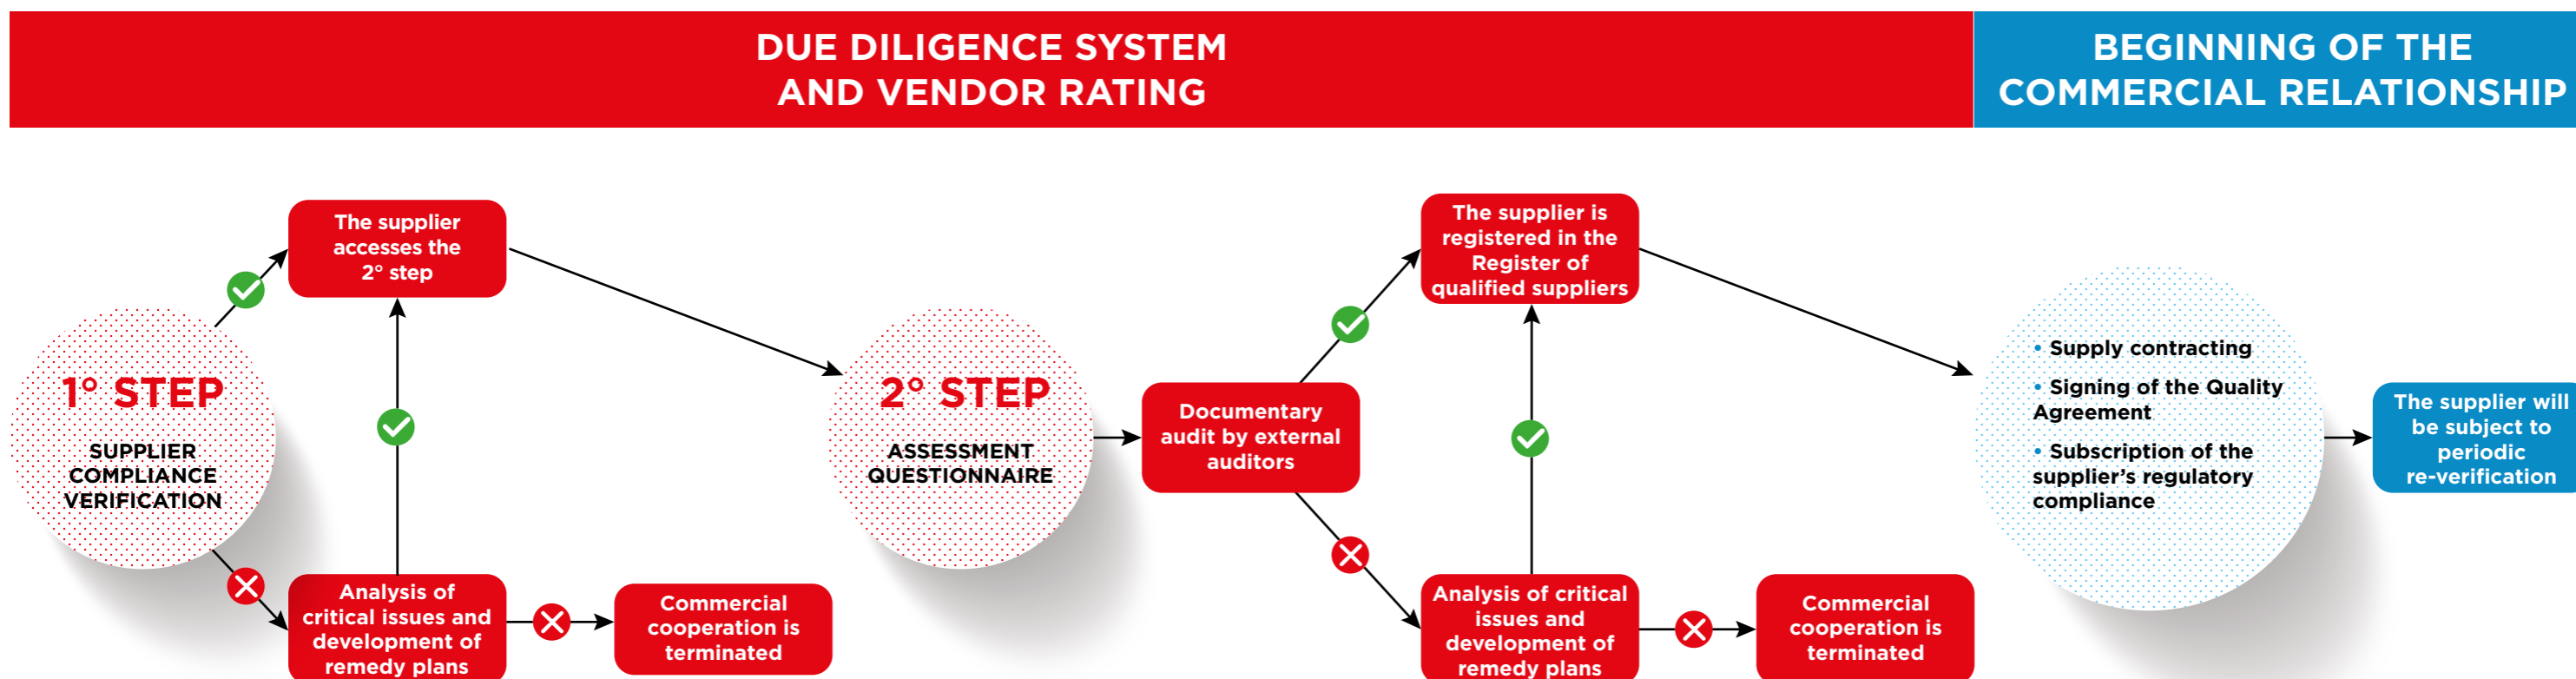 DUE DILIGENCE SYSTEM
AND VENDOR RATING
BEGINNING OF THE
COMMERCIAL RELATIONSHIP
1° STEP
SUPPLIER
COMPLIANCE
VERIFICATION
The supplier
accesses the
2° step
Analysis of
critical issues and
development of
remedy plans
Commercial
cooperation is
terminated
2° STEP
ASSESSMENT
QUESTIONNAIRE
Documentary
audit by external
auditors
The supplier is
registered in the
Register of
qualified suppliers
Analysis of critical
issues and
development of
remedy plans
Commercial
cooperation is
terminated
• Supply contracting
• Signing of the Quality
Agreement
• Subscription of the
supplier's regulatory
compliance
The supplier will
be subject to
periodic
re-verification